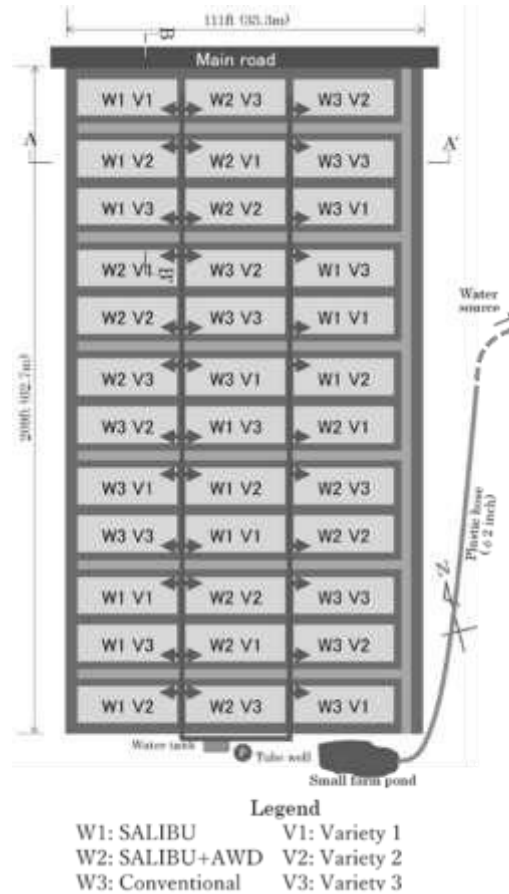 111ft (33.3m)
B
Main road
W1 V1 W2 V3 W3 V2
A A'
W1 V2 W2 V1 W3 V3
W1 V3 W2 V2 W3 V1
B'
W2 V1 W3 V2 W1 V3
Water
source
W2 V2 W3 V3 W1 V1
W2 V3 W3 V1 W1 V2
209ft (62.7m)
W3 V2 W1 V3 W2 V1
W3 V1 W1 V2 W2 V3
Plastic hose
W3 V3 W1 V1 W2 V2
W1 V1 W2 V2 W3 V3
W1 V3 W2 V1 W3 V2
W1 V2 W2 V3 W3 V1
Water tank
P
Tube well
Small farm pond
Legend
W1: SALIBU V1: Variety 1
W2: SALIBU+AWD V2: Variety 2
W3: Conventional V3: Variety 3